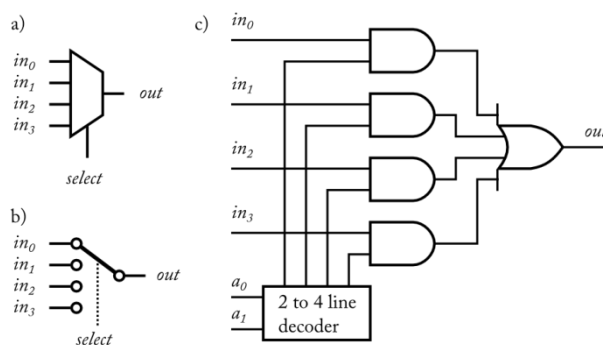 a)
in0
in1
in2
in3
out
select
b)
in0
in1
in2
in3
out
select
c)
in0
in1
in2
in3
a0
a1
2 to 4 line
decoder
out